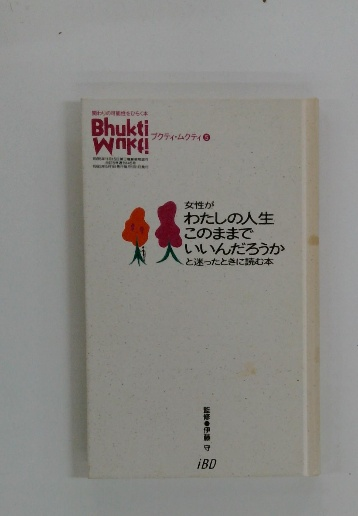 Bhukti
Mukti
ブクティ・ムクティ
女性が
わたしの人生
このままで
いいんだろうか
と迷ったときに読む本
監修●伊藤 守
iBD